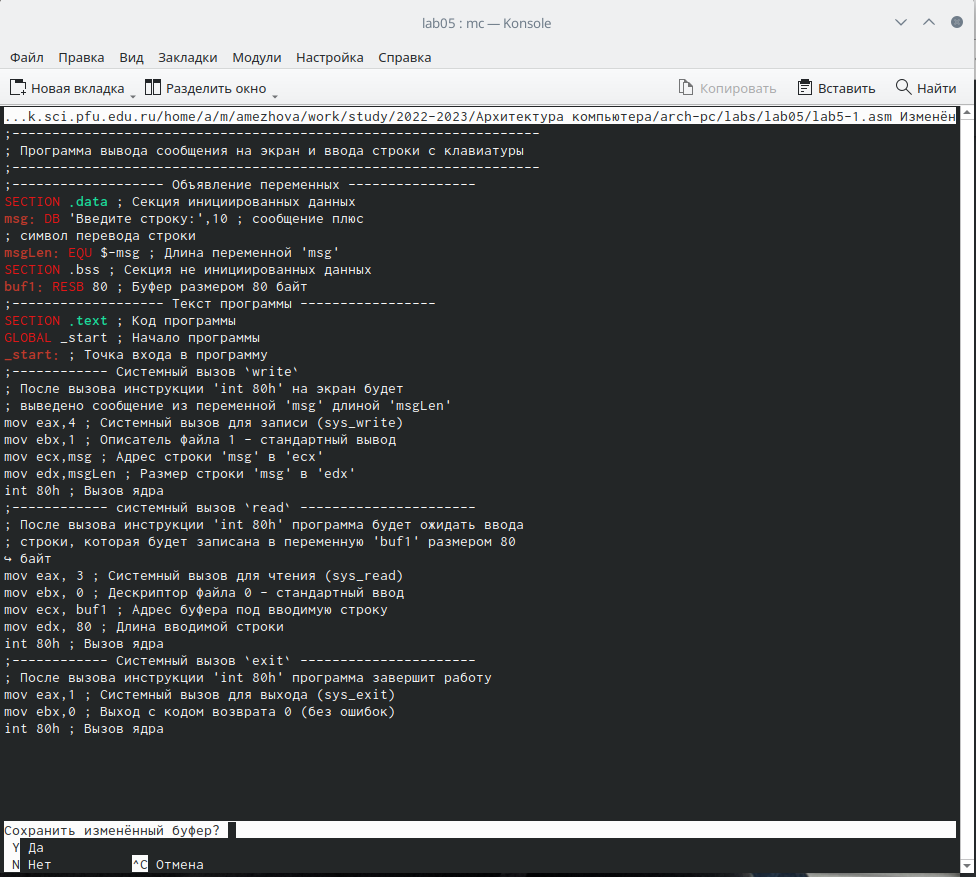 lab05 : mc — Konsole
Файл Правка Вид Закладки Модули Настройка Справка
Новая вкладка Разделить окно Копировать Вставить Найти
...k.sci.pfu.edu.ru/home/a/m/amezhova/work/study/2022-2023/Архитектура компьютера/arch-pc/labs/lab05/lab5-1.asm Изменён
;------------------------------------------------------------------
; Программа вывода сообщения на экран и ввода строки с клавиатуры
;------------------------------------------------------------------
;------------------- Объявление переменных ----------------
SECTION .data ; Секция инициированных данных
msg: DB 'Введите строку:',10 ; сообщение плюс
; символ перевода строки
msgLen: EQU $-msg ; Длина переменной 'msg'
SECTION .bss ; Секция не инициированных данных
buf1: RESB 80 ; Буфер размером 80 байт
;------------------- Текст программы -----------------
SECTION .text ; Код программы
GLOBAL _start ; Начало программы
_start: ; Точка входа в программу
;------------ Системный вызов `write`
; После вызова инструкции 'int 80h' на экран будет
; выведено сообщение из переменной 'msg' длиной 'msgLen'
mov eax,4 ; Системный вызов для записи (sys_write)
mov ebx,1 ; Описатель файла 1 - стандартный вывод
mov ecx,msg ; Адрес строки 'msg' в 'ecx'
mov edx,msgLen ; Размер строки 'msg' в 'edx'
int 80h ; Вызов ядра
;------------ системный вызов `read` ----------------------
; После вызова инструкции 'int 80h' программа будет ожидать ввода
; строки, которая будет записана в переменную 'buf1' размером 80
↪ байт
mov eax, 3 ; Системный вызов для чтения (sys_read)
mov ebx, 0 ; Дескриптор файла 0 - стандартный ввод
mov ecx, buf1 ; Адрес буфера под вводимую строку
mov edx, 80 ; Длина вводимой строки
int 80h ; Вызов ядра
;------------ Системный вызов `exit` ----------------------
; После вызова инструкции 'int 80h' программа завершит работу
mov eax,1 ; Системный вызов для выхода (sys_exit)
mov ebx,0 ; Выход с кодом возврата 0 (без ошибок)
int 80h ; Вызов ядра
Сохранить изменённый буфер?
Y Да
N Нет ^C Отмена